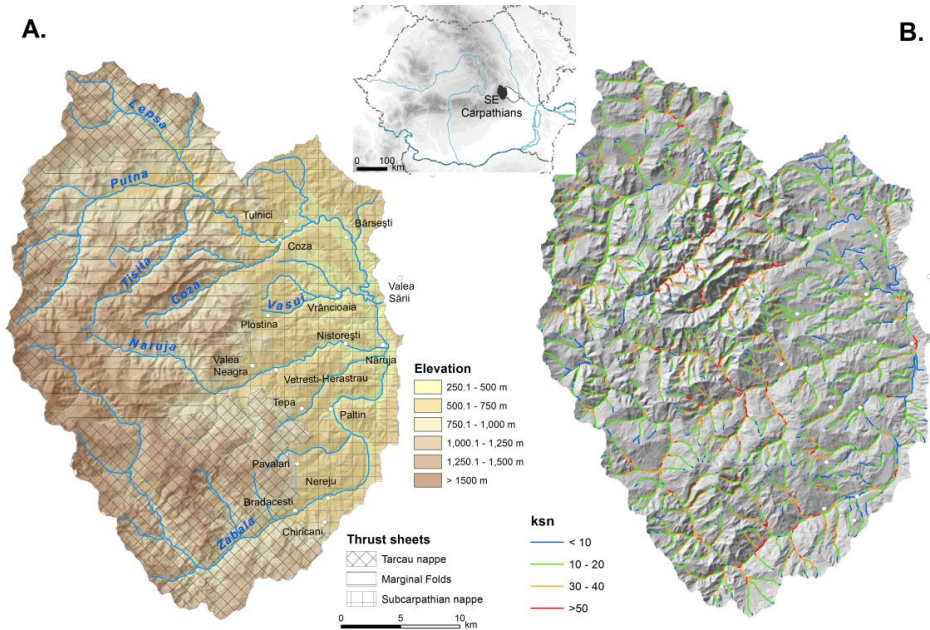 A.
B.
SE
Carpathians
0 100
km
Lepsa
Putna
Tulnici
Bârsești
Coza
Tisita
Coza
Valea
Sării
Vasui
Vrâncioaia
Plostina
Nistorești
Naruja
Năruja
Valea
Neagra
Vetresti-Herastrau
Tepa
Paltin
Pavalari
Nereju
Bradacesti
Zabala
Chiricani
Elevation
250.1 - 500 m
500.1 - 750 m
750.1 - 1,000 m
1,000.1 - 1,250 m
1,250.1 - 1,500 m
> 1500 m
Thrust sheets
Tarcau nappe
Marginal Folds
Subcarpathian nappe
0 5 10
km
ksn
< 10
10 - 20
30 - 40
>50